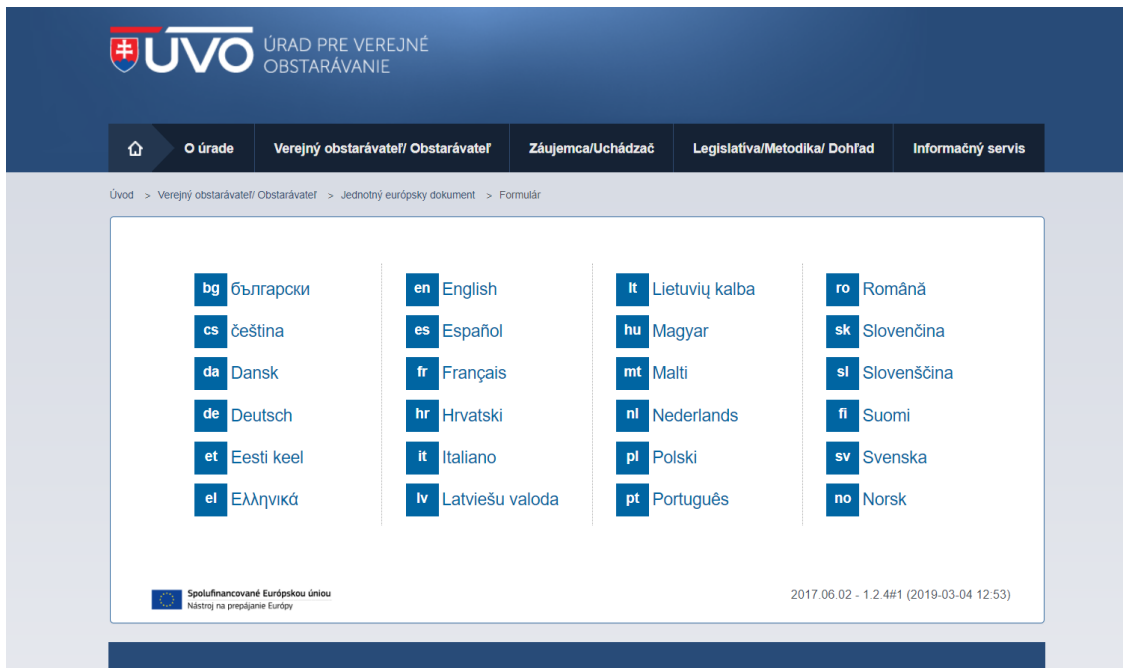 ÚVO ÚRAD PRE VEREJNÉ
OBSTARÁVANIE
O úrade Verejný obstarávateľ/ Obstarávateľ Záujemca/Uchádzač Legislatíva/Metodika/ Dohľad Informačný servis
Úvod > Verejný obstarávateľ/ Obstarávateľ > Jednotný európsky dokument > Formulár
bg български
cs čeština
da Dansk
de Deutsch
et Eesti keel
el Ελληνικά
en English
es Español
fr Français
hr Hrvatski
it Italiano
lv Latviešu valoda
lt Lietuvių kalba
hu Magyar
mt Malti
nl Nederlands
pl Polski
pt Português
ro Română
sk Slovenčina
sl Slovenščina
fi Suomi
sv Svenska
no Norsk
Spolufinancované Európskou úniou
Nástroj na prepájanie Európy
2017.06.02 - 1.2.4#1 (2019-03-04 12:53)